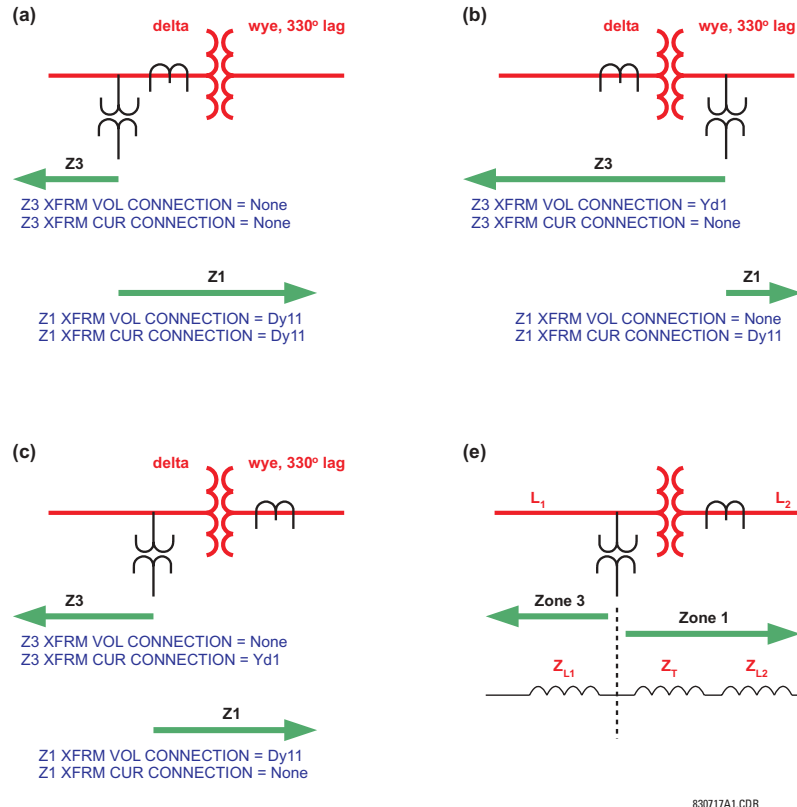 (a)
delta
wye, 330° lag
Z3
Z3 XFRM VOL CONNECTION = None
Z3 XFRM CUR CONNECTION = None
Z1
Z1 XFRM VOL CONNECTION = Dy11
Z1 XFRM CUR CONNECTION = Dy11
(b)
delta
wye, 330° lag
Z3
Z3 XFRM VOL CONNECTION = Yd1
Z3 XFRM CUR CONNECTION = None
Z1
Z1 XFRM VOL CONNECTION = None
Z1 XFRM CUR CONNECTION = Dy11
(c)
delta
wye, 330° lag
Z3
Z3 XFRM VOL CONNECTION = None
Z3 XFRM CUR CONNECTION = Yd1
Z1
Z1 XFRM VOL CONNECTION = Dy11
Z1 XFRM CUR CONNECTION = None
(e)
L1
L2
Zone 3
Zone 1
ZL1
ZT
ZL2
830717A1.CDR